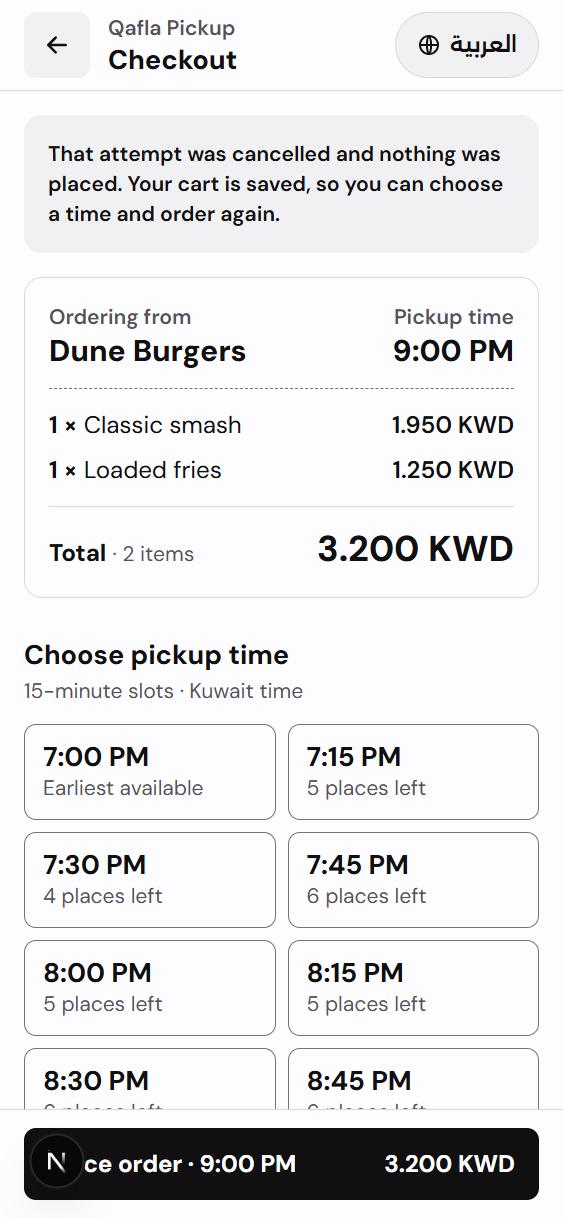 Qafla Pickup
Checkout
العربية
That attempt was cancelled and nothing was
placed. Your cart is saved, so you can choose
a time and order again.
Ordering from
Pickup time
Dune Burgers
9:00 PM
1 × Classic smash
1.950 KWD
1 × Loaded fries
1.250 KWD
Total · 2 items
3.200 KWD
Choose pickup time
15-minute slots · Kuwait time
7:00 PM
Earliest available
7:15 PM
5 places left
7:30 PM
4 places left
7:45 PM
6 places left
8:00 PM
5 places left
8:15 PM
5 places left
8:30 PM
8:45 PM
N
ce order · 9:00 PM
3.200 KWD